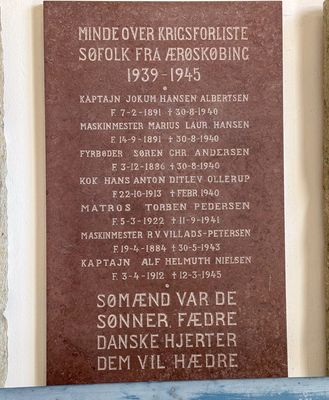 MINDE OVER KRIGSFORLISTE
SØFOLK FRA ÆRØSKØBING
1939-1945
KAPTAJN JOKUM HANSEN ALBERTSEN
F. 7-2-1891 † 30-8-1940
MASKINMESTER MARIUS LAUR. HANSEN
F. 14-9-1891 † 30-8-1940
FYRBØDER SØREN CHR. ANDERSEN
F. 3-12-1886 † 30-8-1940
KOK HANS ANTON DITLEV OLLERUP
F. 22-10-1913 † FEBR. 1940
MATROS TORBEN PEDERSEN
F. 5-3-1922 † 11-9-1941
MASKINMESTER R.V. VILLADS-PETERSEN
F. 19-4-1884 † 30-5-1943
KAPTAJN ALF HELMUTH NIELSEN
F. 3-4-1912 † 12-3-1945
SØMÆND VAR DE
SØNNER, FÆDRE
DANSKE HJERTER
DEM VIL HÆDRE